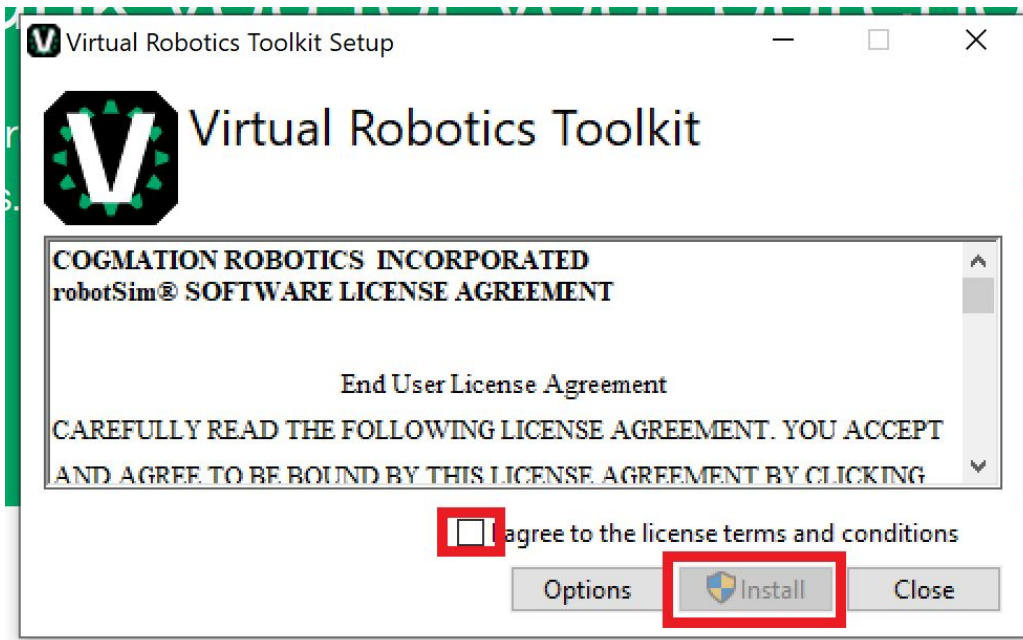 Virtual Robotics Toolkit Setup
V
Virtual Robotics Toolkit
COGMATION ROBOTICS INCORPORATED
robotSim® SOFTWARE LICENSE AGREEMENT
End User License Agreement
CAREFULLY READ THE FOLLOWING LICENSE AGREEMENT. YOU ACCEPT
AND AGREE TO BE BOUND BY THIS LICENSE AGREEMENT BY CLICKING
agree to the license terms and conditions
Options
Install
Close